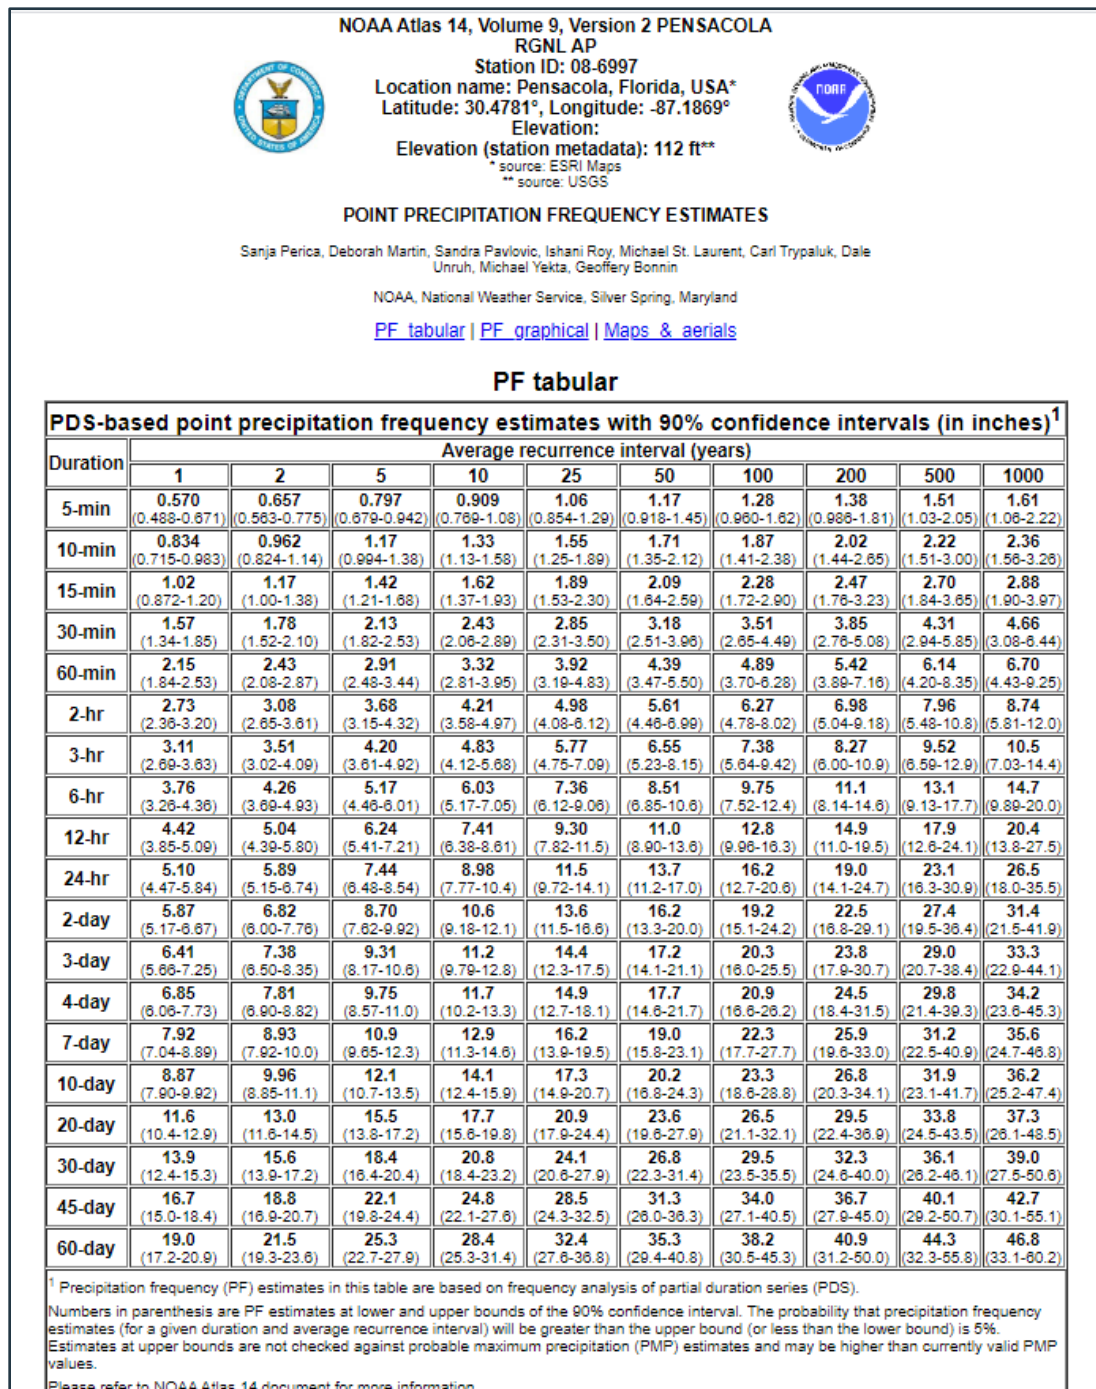 NOAA Atlas 14, Volume 9, Version 2 PENSACOLA
RGNL AP
Station ID: 08-6997
Location name: Pensacola, Florida, USA*
Latitude: 30.4781°, Longitude: -87.1869°
Elevation:
Elevation (station metadata): 112 ft**
* source: ESRI Maps
** source: USGS
DEPARTMENT OF COMMERCE
UNITED STATES OF AMERICA
NOAA
POINT PRECIPITATION FREQUENCY ESTIMATES
Sanja Perica, Deborah Martin, Sandra Pavlovic, Ishani Roy, Michael St. Laurent, Carl Trypaluk, Dale
Unruh, Michael Yekta, Geoffery Bonnin
NOAA, National Weather Service, Silver Spring, Maryland
PF_tabular | PF_graphical | Maps_&_aerials
PF tabular
PDS-based point precipitation frequency estimates with 90% confidence intervals (in inches)1
Duration Average recurrence interval (years)
1 2 5 10 25 50 100 200 500 1000
5-min 0.570 0.657 0.797 0.909 1.06 1.17 1.28 1.38 1.51 1.61
(0.488-0.671) (0.563-0.775) (0.679-0.942) (0.769-1.08) (0.854-1.29) (0.918-1.45) (0.960-1.62) (0.986-1.81) (1.03-2.05) (1.06-2.22)
10-min 0.834 0.962 1.17 1.33 1.55 1.71 1.87 2.02 2.22 2.36
(0.715-0.983) (0.824-1.14) (0.994-1.38) (1.13-1.58) (1.25-1.89) (1.35-2.12) (1.41-2.38) (1.44-2.65) (1.51-3.00) (1.56-3.26)
15-min 1.02 1.17 1.42 1.62 1.89 2.09 2.28 2.47 2.70 2.88
(0.872-1.20) (1.00-1.38) (1.21-1.68) (1.37-1.93) (1.53-2.30) (1.64-2.59) (1.72-2.90) (1.76-3.23) (1.84-3.65) (1.90-3.97)
30-min 1.57 1.78 2.13 2.43 2.85 3.18 3.51 3.85 4.31 4.66
(1.34-1.85) (1.52-2.10) (1.82-2.53) (2.06-2.89) (2.31-3.50) (2.51-3.96) (2.65-4.49) (2.76-5.08) (2.94-5.85) (3.08-6.44)
60-min 2.15 2.43 2.91 3.32 3.92 4.39 4.89 5.42 6.14 6.70
(1.84-2.53) (2.08-2.87) (2.48-3.44) (2.81-3.95) (3.19-4.83) (3.47-5.50) (3.70-6.28) (3.89-7.16) (4.20-8.35) (4.43-9.25)
2-hr 2.73 3.08 3.68 4.21 4.98 5.61 6.27 6.98 7.96 8.74
(2.36-3.20) (2.65-3.61) (3.15-4.32) (3.58-4.97) (4.08-6.12) (4.46-6.99) (4.78-8.02) (5.04-9.18) (5.48-10.8) (5.81-12.0)
3-hr 3.11 3.51 4.20 4.83 5.77 6.55 7.38 8.27 9.52 10.5
(2.69-3.63) (3.02-4.09) (3.61-4.92) (4.12-5.68) (4.75-7.09) (5.23-8.15) (5.64-9.42) (6.00-10.9) (6.59-12.9) (7.03-14.4)
6-hr 3.76 4.26 5.17 6.03 7.36 8.51 9.75 11.1 13.1 14.7
(3.26-4.36) (3.69-4.93) (4.46-6.01) (5.17-7.05) (6.12-9.06) (6.85-10.6) (7.52-12.4) (8.14-14.6) (9.13-17.7) (9.89-20.0)
12-hr 4.42 5.04 6.24 7.41 9.30 11.0 12.8 14.9 17.9 20.4
(3.85-5.09) (4.39-5.80) (5.41-7.21) (6.38-8.61) (7.82-11.5) (8.90-13.6) (9.96-16.3) (11.0-19.5) (12.6-24.1) (13.8-27.5)
24-hr 5.10 5.89 7.44 8.98 11.5 13.7 16.2 19.0 23.1 26.5
(4.47-5.84) (5.15-6.74) (6.48-8.54) (7.77-10.4) (9.72-14.1) (11.2-17.0) (12.7-20.6) (14.1-24.7) (16.3-30.9) (18.0-35.5)
2-day 5.87 6.82 8.70 10.6 13.6 16.2 19.2 22.5 27.4 31.4
(5.17-6.67) (6.00-7.76) (7.62-9.92) (9.18-12.1) (11.5-16.6) (13.3-20.0) (15.1-24.2) (16.8-29.1) (19.5-36.4) (21.5-41.9)
3-day 6.41 7.38 9.31 11.2 14.4 17.2 20.3 23.8 29.0 33.3
(5.66-7.25) (6.50-8.35) (8.17-10.6) (9.79-12.8) (12.3-17.5) (14.1-21.1) (16.0-25.5) (17.9-30.7) (20.7-38.4) (22.9-44.1)
4-day 6.85 7.81 9.75 11.7 14.9 17.7 20.9 24.5 29.8 34.2
(6.06-7.73) (6.90-8.82) (8.57-11.0) (10.2-13.3) (12.7-18.1) (14.6-21.7) (16.6-26.2) (18.4-31.5) (21.4-39.3) (23.6-45.3)
7-day 7.92 8.93 10.9 12.9 16.2 19.0 22.3 25.9 31.2 35.6
(7.04-8.89) (7.92-10.0) (9.65-12.3) (11.3-14.6) (13.9-19.5) (15.8-23.1) (17.7-27.7) (19.6-33.0) (22.5-40.9) (24.7-46.8)
10-day 8.87 9.96 12.1 14.1 17.3 20.2 23.3 26.8 31.9 36.2
(7.90-9.92) (8.85-11.1) (10.7-13.5) (12.4-15.9) (14.9-20.7) (16.8-24.3) (18.6-28.8) (20.3-34.1) (23.1-41.7) (25.2-47.4)
20-day 11.6 13.0 15.5 17.7 20.9 23.6 26.5 29.5 33.8 37.3
(10.4-12.9) (11.6-14.5) (13.8-17.2) (15.6-19.8) (17.9-24.4) (19.6-27.9) (21.1-32.1) (22.4-36.9) (24.5-43.5) (26.1-48.5)
30-day 13.9 15.6 18.4 20.8 24.1 26.8 29.5 32.3 36.1 39.0
(12.4-15.3) (13.9-17.2) (16.4-20.4) (18.4-23.2) (20.6-27.9) (22.3-31.4) (23.5-35.5) (24.6-40.0) (26.2-46.1) (27.5-50.6)
45-day 16.7 18.8 22.1 24.8 28.5 31.3 34.0 36.7 40.1 42.7
(15.0-18.4) (16.9-20.7) (19.8-24.4) (22.1-27.6) (24.3-32.5) (26.0-36.3) (27.1-40.5) (27.9-45.0) (29.2-50.7) (30.1-55.1)
60-day 19.0 21.5 25.3 28.4 32.4 35.3 38.2 40.9 44.3 46.8
(17.2-20.9) (19.3-23.6) (22.7-27.9) (25.3-31.4) (27.6-36.8) (29.4-40.8) (30.5-45.3) (31.2-50.0) (32.3-55.8) (33.1-60.2)
1 Precipitation frequency (PF) estimates in this table are based on frequency analysis of partial duration series (PDS).
Numbers in parenthesis are PF estimates at lower and upper bounds of the 90% confidence interval. The probability that precipitation frequency
estimates (for a given duration and average recurrence interval) will be greater than the upper bound (or less than the lower bound) is 5%.
Estimates at upper bounds are not checked against probable maximum precipitation (PMP) estimates and may be higher than currently valid PMP
values.
Please refer to NOAA Atlas 14 document for more information.